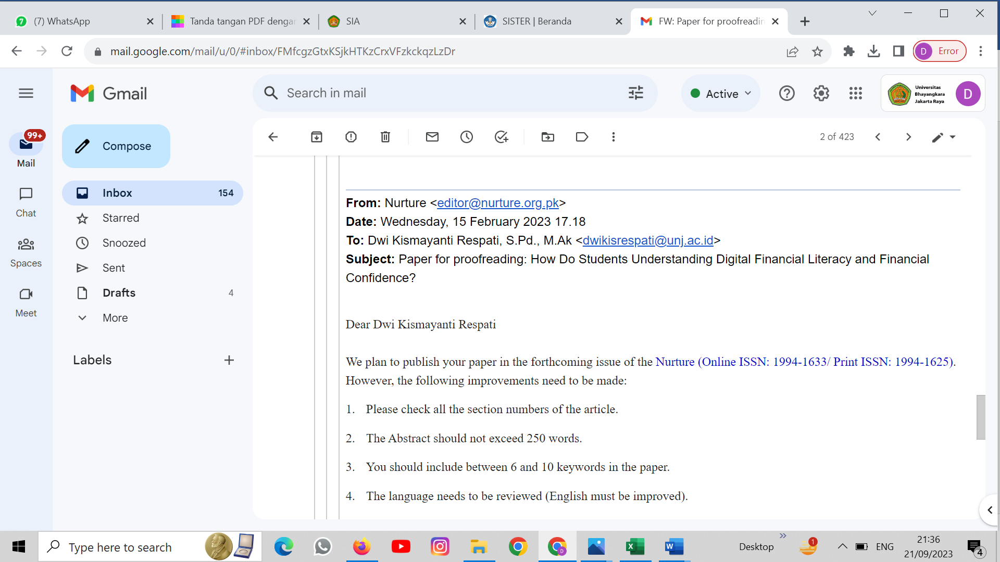 (7) WhatsApp
Tanda tangan PDF dengan
SIA
SISTER | Beranda
FW: Paper for proofreadin
mail.google.com/mail/u/0/#inbox/FMfcgzGtxKSjkHTKzCrxVFzkckqzLzDr
D Error
Gmail
Search in mail
Active
Universitas
Bhayangkara
Jakarta Raya
D
99+
Mail
Chat
Spaces
Meet
Compose
Inbox 154
Starred
Snoozed
Sent
Drafts 4
More
Labels
2 of 423
From: Nurture <editor@nurture.org.pk>
Date: Wednesday, 15 February 2023 17.18
To: Dwi Kismayanti Respati, S.Pd., M.Ak <dwikisrespati@unj.ac.id>
Subject: Paper for proofreading: How Do Students Understanding Digital Financial Literacy and Financial
Confidence?
Dear Dwi Kismayanti Respati
We plan to publish your paper in the forthcoming issue of the Nurture (Online ISSN: 1994-1633/ Print ISSN: 1994-1625).
However, the following improvements need to be made:
1. Please check all the section numbers of the article.
2. The Abstract should not exceed 250 words.
3. You should include between 6 and 10 keywords in the paper.
4. The language needs to be reviewed (English must be improved).
Type here to search
Desktop
1
ENG
21:36
21/09/2023
4